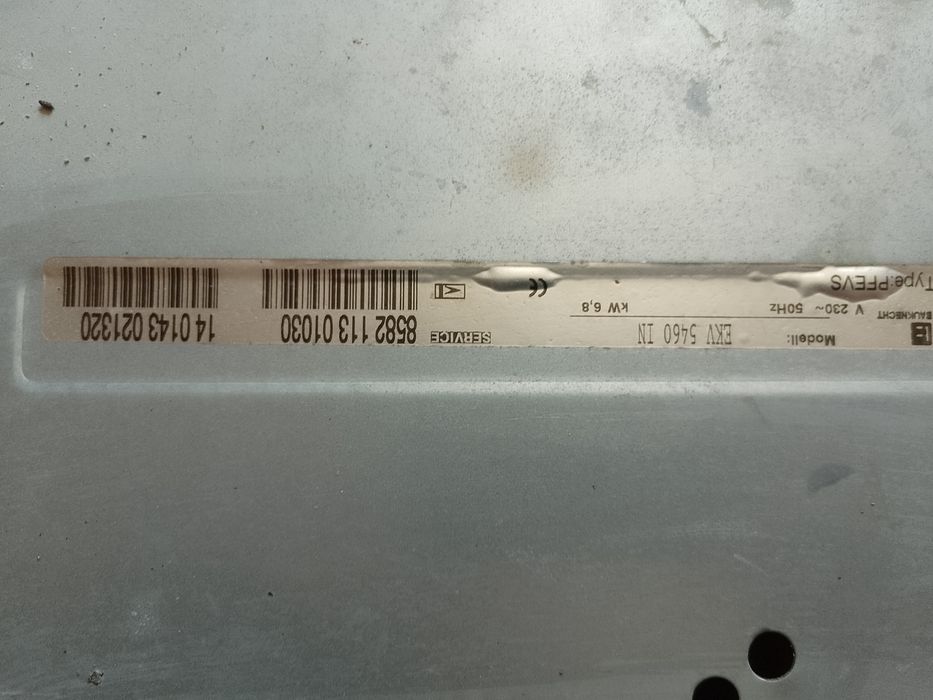 BAUKNECHT
Modell: EKV 5460 IN
Type:PFEVS
V 230~ 50Hz
kW 6,8
CE
SERVICE
8582 113 01030
14 0143 021320